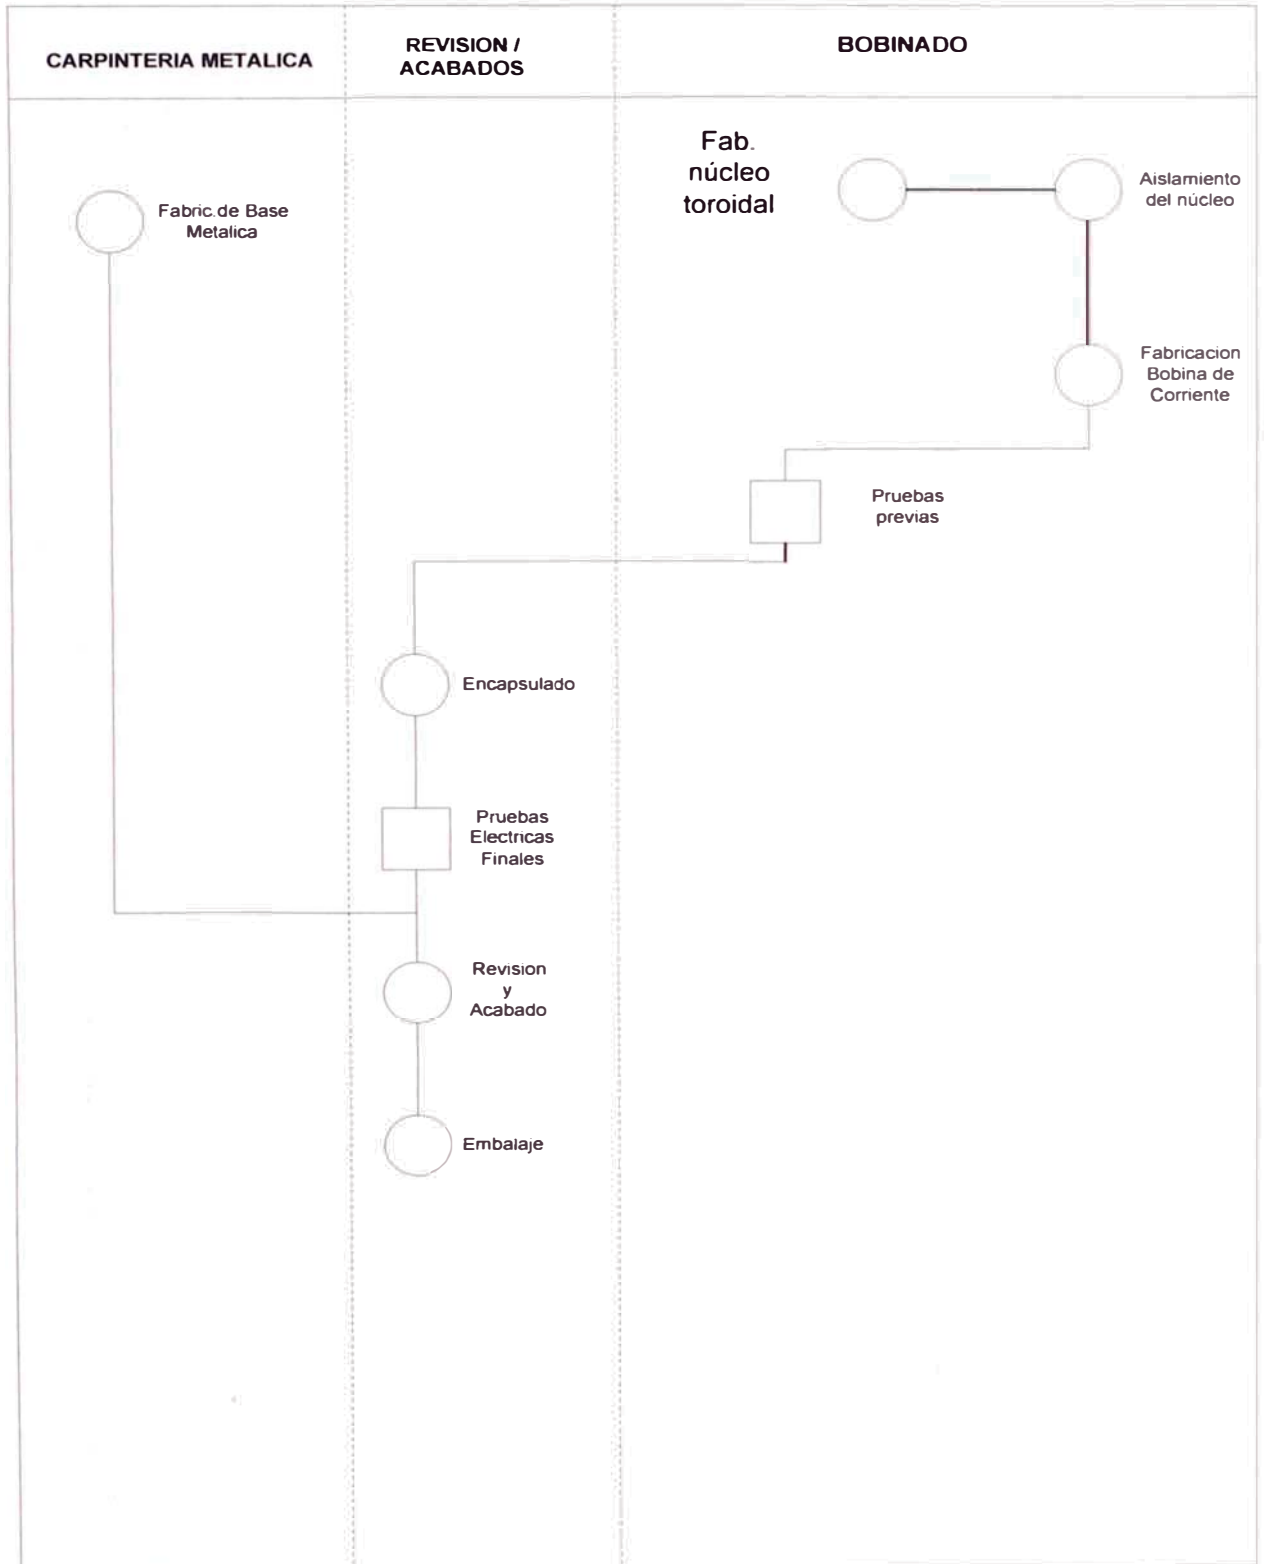 CARPINTERIA METALICA
REVISION /
ACABADOS
BOBINADO
Fab.
núcleo
toroidal
Aislamiento
del núcleo
Fabric.de Base
Metalica
Fabricacion
Bobina de
Corriente
Pruebas
previas
Encapsulado
Pruebas
Electricas
Finales
Revision
y
Acabado
Embalaje